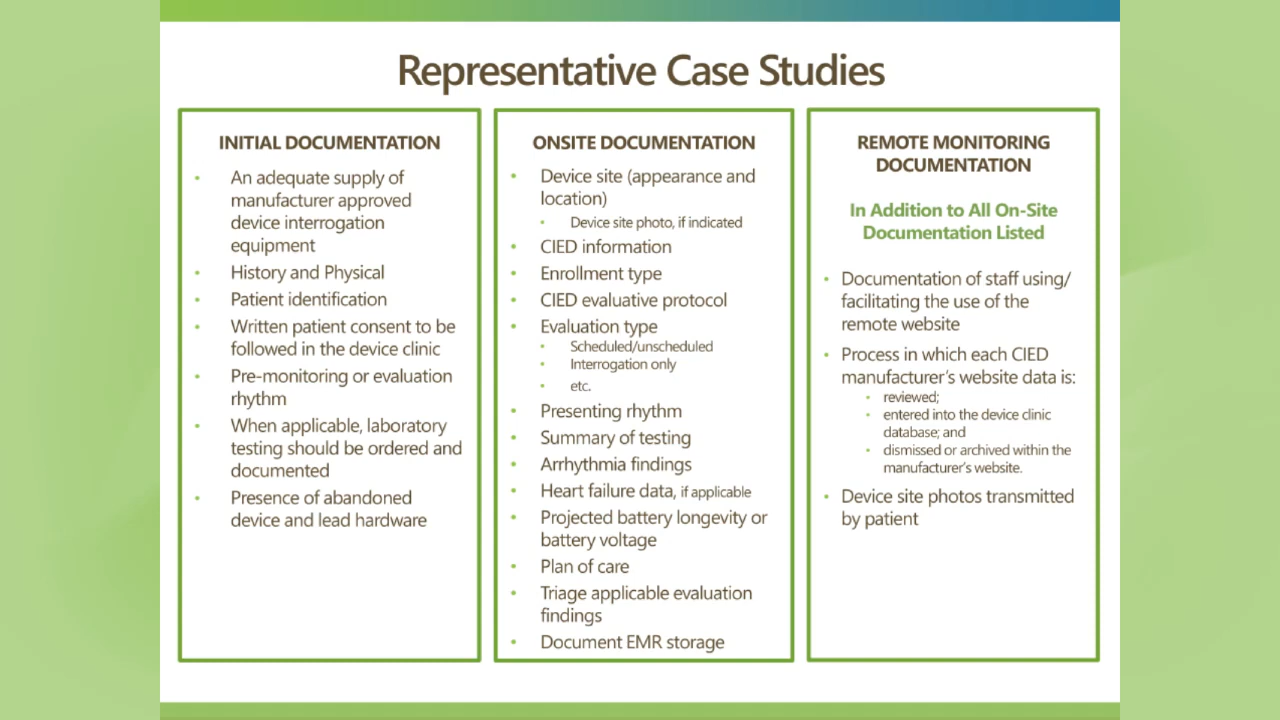 Representative Case Studies
INITIAL DOCUMENTATION
• An adequate supply of
manufacturer approved
device interrogation
equipment
• History and Physical
• Patient identification
• Written patient consent to be
followed in the device clinic
• Pre-monitoring or evaluation
rhythm
• When applicable, laboratory
testing should be ordered and
documented
• Presence of abandoned
device and lead hardware
ONSITE DOCUMENTATION
• Device site (appearance and
location)
• Device site photo, if indicated
• CIED information
• Enrollment type
• CIED evaluative protocol
• Evaluation type
• Scheduled/unscheduled
• Interrogation only
• etc.
• Presenting rhythm
• Summary of testing
• Arrhythmia findings
• Heart failure data, if applicable
• Projected battery longevity or
battery voltage
• Plan of care
• Triage applicable evaluation
findings
• Document EMR storage
REMOTE MONITORING
DOCUMENTATION
In Addition to All On-Site
Documentation Listed
• Documentation of staff using/
facilitating the use of the
remote website
• Process in which each CIED
manufacturer's website data is:
• reviewed;
• entered into the device clinic
database; and
• dismissed or archived within the
manufacturer's website.
• Device site photos transmitted
by patient